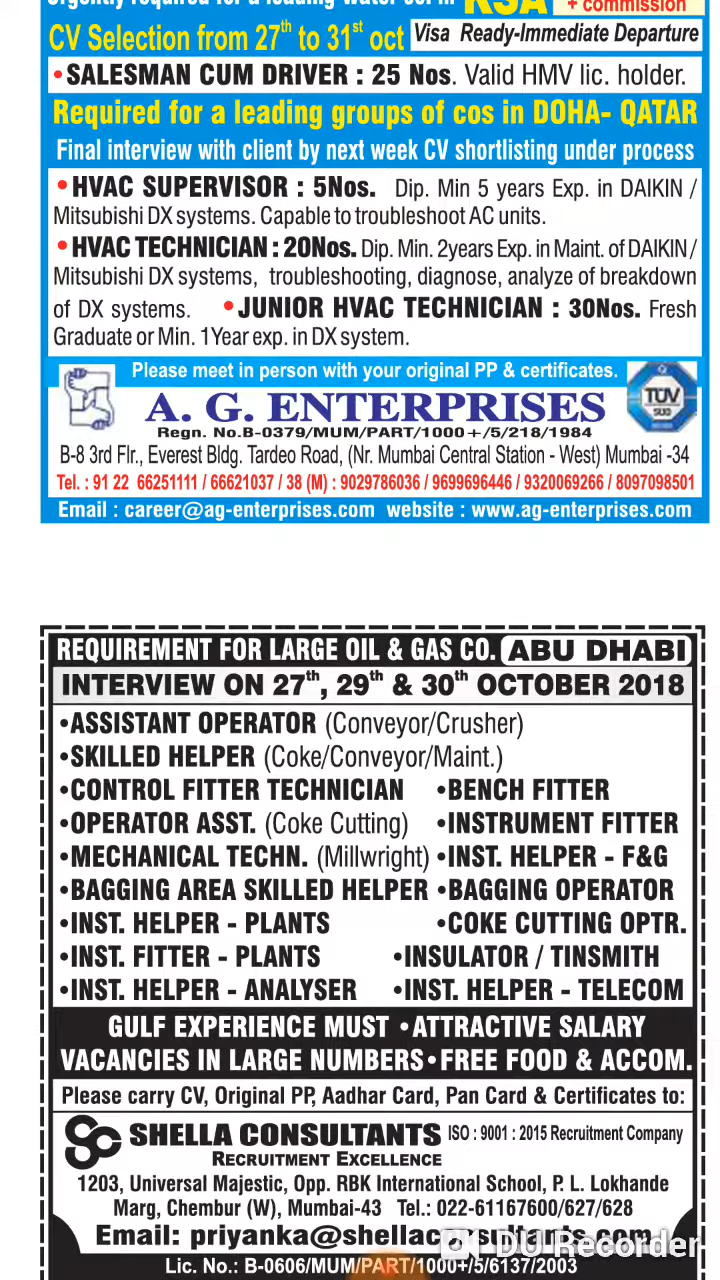 KSA
+ commission
CV Selection from 27th to 31st oct Visa Ready-Immediate Departure
•SALESMAN CUM DRIVER : 25 Nos. Valid HMV lic. holder.
Required for a leading groups of cos in DOHA- QATAR
Final interview with client by next week CV shortlisting under process
•HVAC SUPERVISOR : 5Nos. Dip. Min 5 years Exp. in DAIKIN /
Mitsubishi DX systems. Capable to troubleshoot AC units.
•HVAC TECHNICIAN : 20Nos. Dip. Min. 2years Exp. in Maint. of DAIKIN /
Mitsubishi DX systems, troubleshooting, diagnose, analyze of breakdown
of DX systems. •JUNIOR HVAC TECHNICIAN : 30Nos. Fresh
Graduate or Min. 1Year exp. in DX system.
Please meet in person with your original PP & certificates.
A. G. ENTERPRISES
TÜV
SÜD
Regn. No.B-0379/MUM/PART/1000+/5/218/1984
B-8 3rd Flr., Everest Bldg. Tardeo Road, (Nr. Mumbai Central Station - West) Mumbai -34
Tel. : 91 22 66251111 / 66621037 / 38 (M) : 9029786036 / 9699696446 / 9320069266 / 8097098501
Email : career@ag-enterprises.com website : www.ag-enterprises.com
REQUIREMENT FOR LARGE OIL & GAS CO. ABU DHABI
INTERVIEW ON 27th, 29th & 30th OCTOBER 2018
•ASSISTANT OPERATOR (Conveyor/Crusher)
•SKILLED HELPER (Coke/Conveyor/Maint.)
•CONTROL FITTER TECHNICIAN •BENCH FITTER
•OPERATOR ASST. (Coke Cutting) •INSTRUMENT FITTER
•MECHANICAL TECHN. (Millwright) •INST. HELPER - F&G
•BAGGING AREA SKILLED HELPER •BAGGING OPERATOR
•INST. HELPER - PLANTS •COKE CUTTING OPTR.
•INST. FITTER - PLANTS •INSULATOR / TINSMITH
•INST. HELPER - ANALYSER •INST. HELPER - TELECOM
GULF EXPERIENCE MUST •ATTRACTIVE SALARY
VACANCIES IN LARGE NUMBERS•FREE FOOD & ACCOM.
Please carry CV, Original PP, Aadhar Card, Pan Card & Certificates to:
SHELLA CONSULTANTS ISO : 9001 : 2015 Recruitment Company
RECRUITMENT EXCELLENCE
1203, Universal Majestic, Opp. RBK International School, P. L. Lokhande
Marg, Chembur (W), Mumbai-43 Tel.: 022-61167600/627/628
Email: priyanka@shellaconsultants.com
DU Recorder
Lic. No.: B-0606/MUM/PART/1000+/5/6137/2003